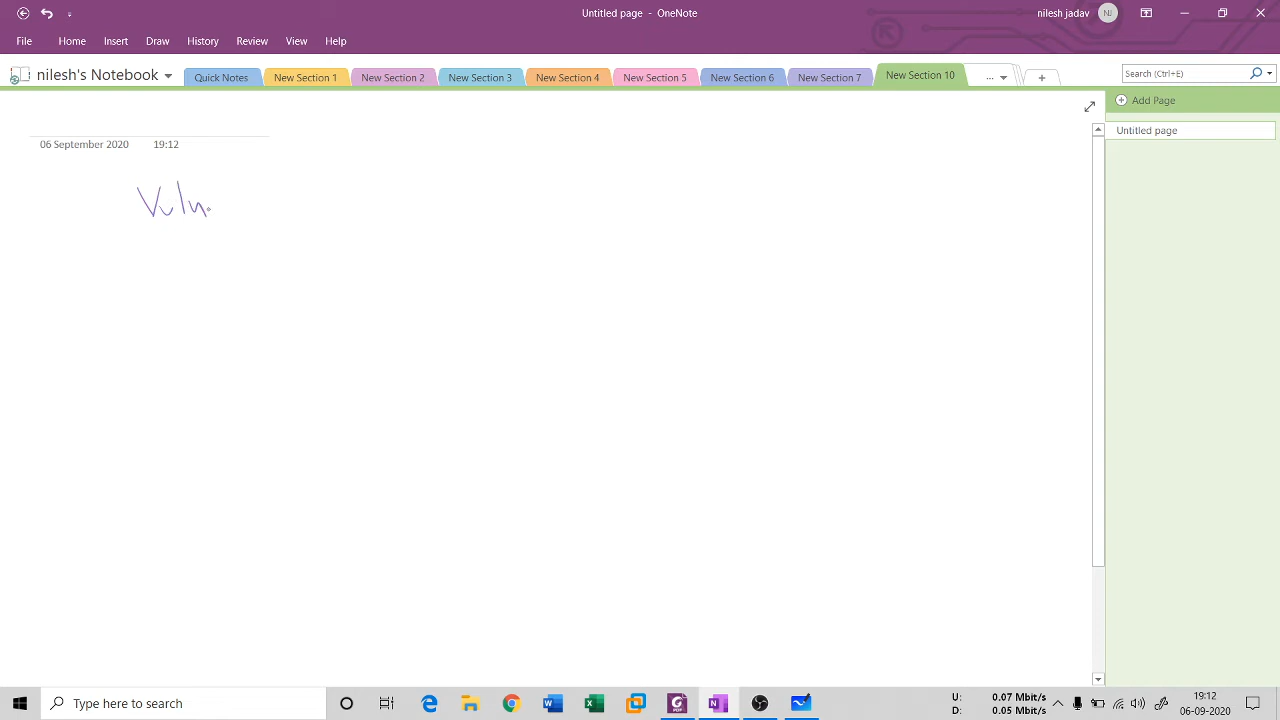 Untitled page - OneNote
nilesh jadav NJ
File Home Insert Draw History Review View Help
nilesh's Notebook Quick Notes New Section 1 New Section 2 New Section 3 New Section 4 New Section 5 New Section 6 New Section 7 New Section 10 ... + Search (Ctrl+E)
Add Page
Untitled page
06 September 2020 19:12
Vuln
Type here to search
U: 0.07 Mbit/s
D: 0.05 Mbit/s
19:12
06-09-2020